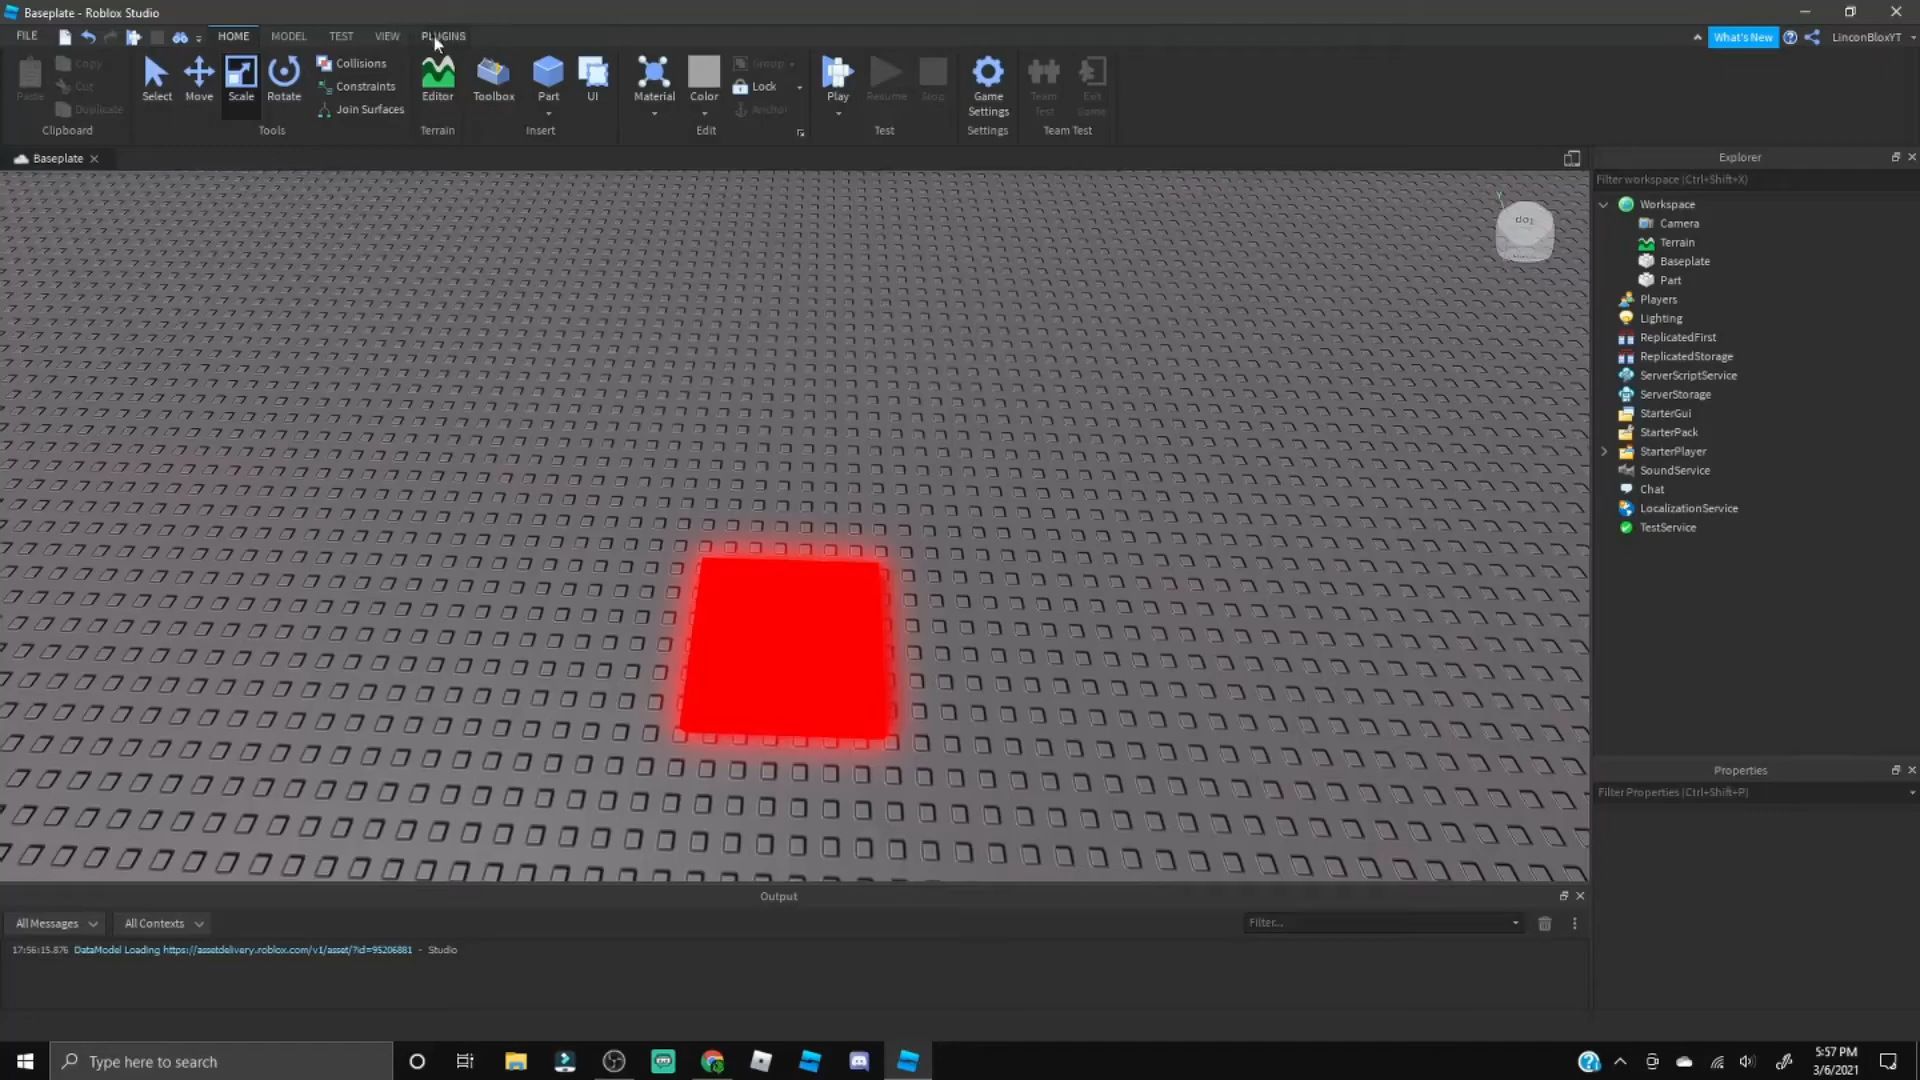 Baseplate - Roblox Studio
FILE HOME MODEL TEST VIEW PLUGINS What's New LinconBloxYT
Paste Copy Cut Duplicate
Clipboard
Select Move Scale Rotate
Collisions
Constraints
Join Surfaces
Tools
Editor
Terrain
Toolbox Part UI
Insert
Material Color Group Lock Anchor
Edit
Play Resume Stop
Test
Game Settings
Settings
Team Test Exit Game
Team Test
Baseplate
Top
Y
Explorer
Filter workspace (Ctrl+Shift+X)
Workspace
Camera
Terrain
Baseplate
Part
Players
Lighting
ReplicatedFirst
ReplicatedStorage
ServerScriptService
ServerStorage
StarterGui
StarterPack
StarterPlayer
SoundService
Chat
LocalizationService
TestService
Properties
Filter Properties (Ctrl+Shift+P)
Output
All Messages All Contexts Filter...
17:56:15.876 DataModel Loading https://assetdelivery.roblox.com/v1/asset/?id=95206881 - Studio
Type here to search
5:57 PM
3/6/2021